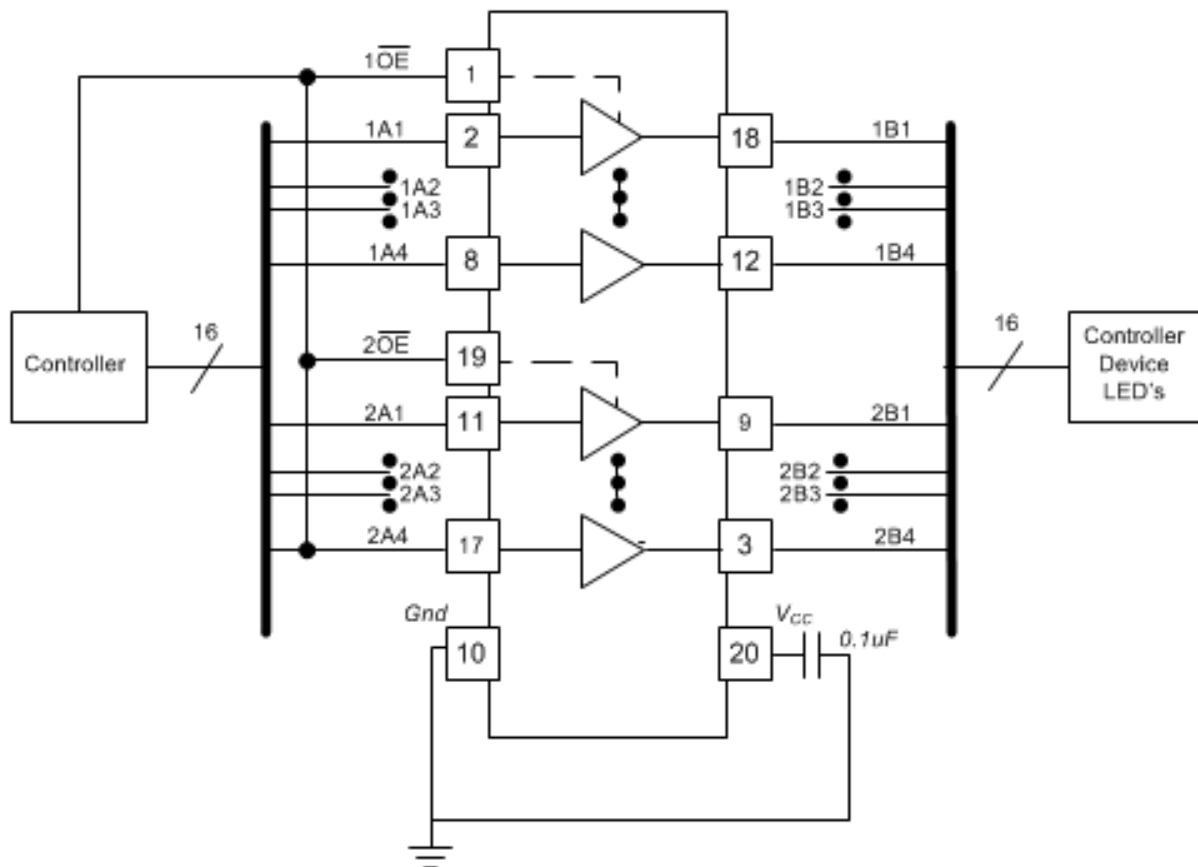 1OE
1
1A1
2
18
1B1
1A2
1B2
1A3
1B3
1A4
8
12
1B4
16
Controller
2OE
19
16
Controller
Device
LED's
2A1
11
9
2B1
2A2
2B2
2A3
2B3
2A4
17
3
2B4
Gnd
10
VCC
20
0.1uF